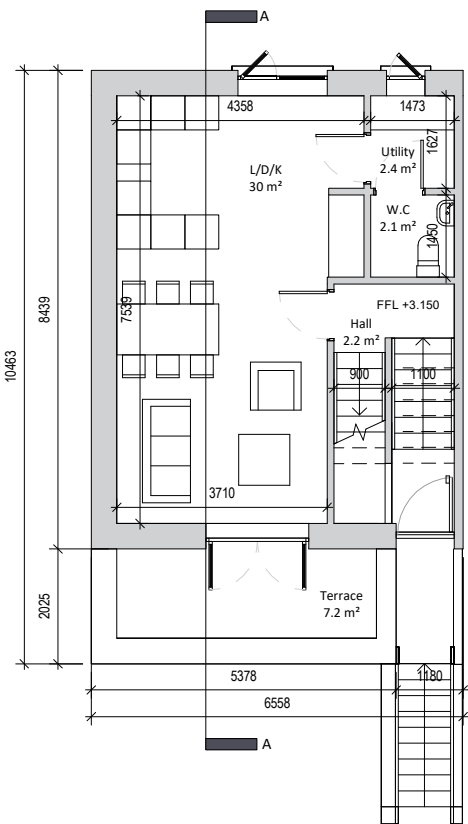 A
4358
1473
Utility
2.4 m²
1627
L/D/K
30 m²
W.C
2.1 m²
1450
FFL +3.150
Hall
2.2 m²
7539
8439
10463
900
1100
3710
Terrace
7.2 m²
2025
5378
1180
6558
A